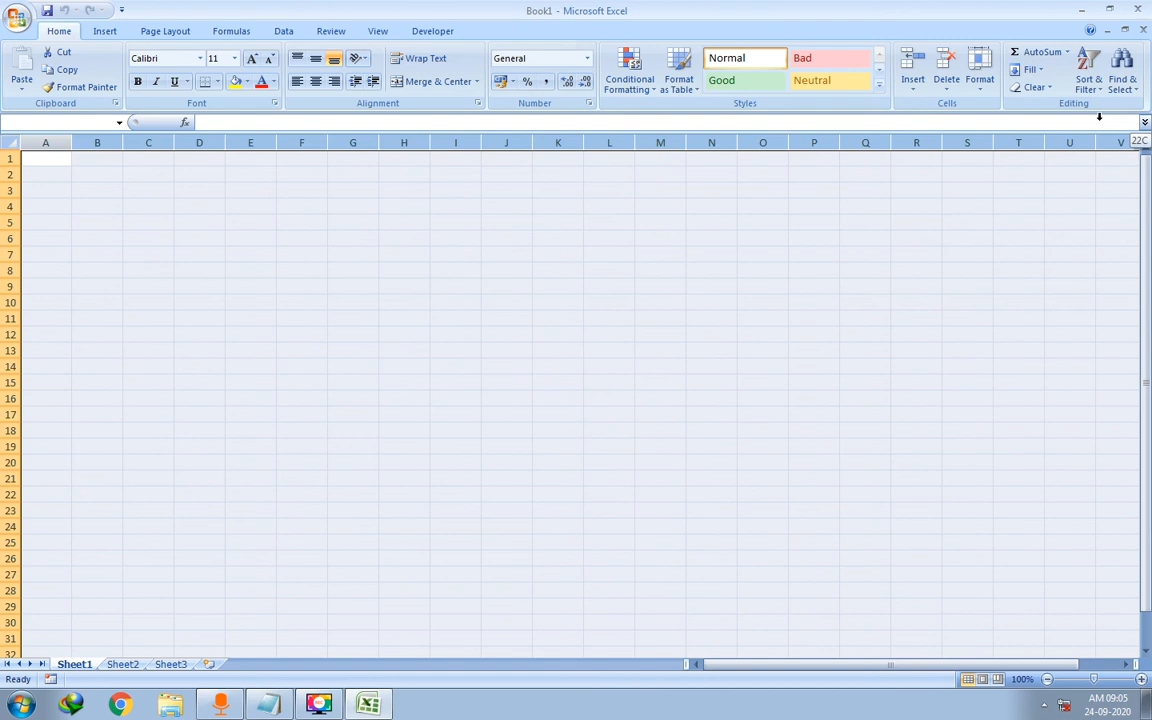 Book1 - Microsoft Excel
Home Insert Page Layout Formulas Data Review View Developer
Paste
Cut
Copy
Format Painter
Clipboard
Calibri 11
B I U
Font
Wrap Text
Merge & Center
Alignment
General
% ,
Number
Conditional Formatting
Format as Table
Normal Bad
Good Neutral
Styles
Insert Delete Format
Cells
Σ AutoSum
Fill
Clear
Sort & Filter
Find & Select
Editing
fx
22C
A B C D E F G H I J K L M N O P Q R S T U V
1
2
3
4
5
6
7
8
9
10
11
12
13
14
15
16
17
18
19
20
21
22
23
24
25
26
27
28
29
30
31
32
Sheet1 Sheet2 Sheet3
Ready 100%
AM 09:05
24-09-2020